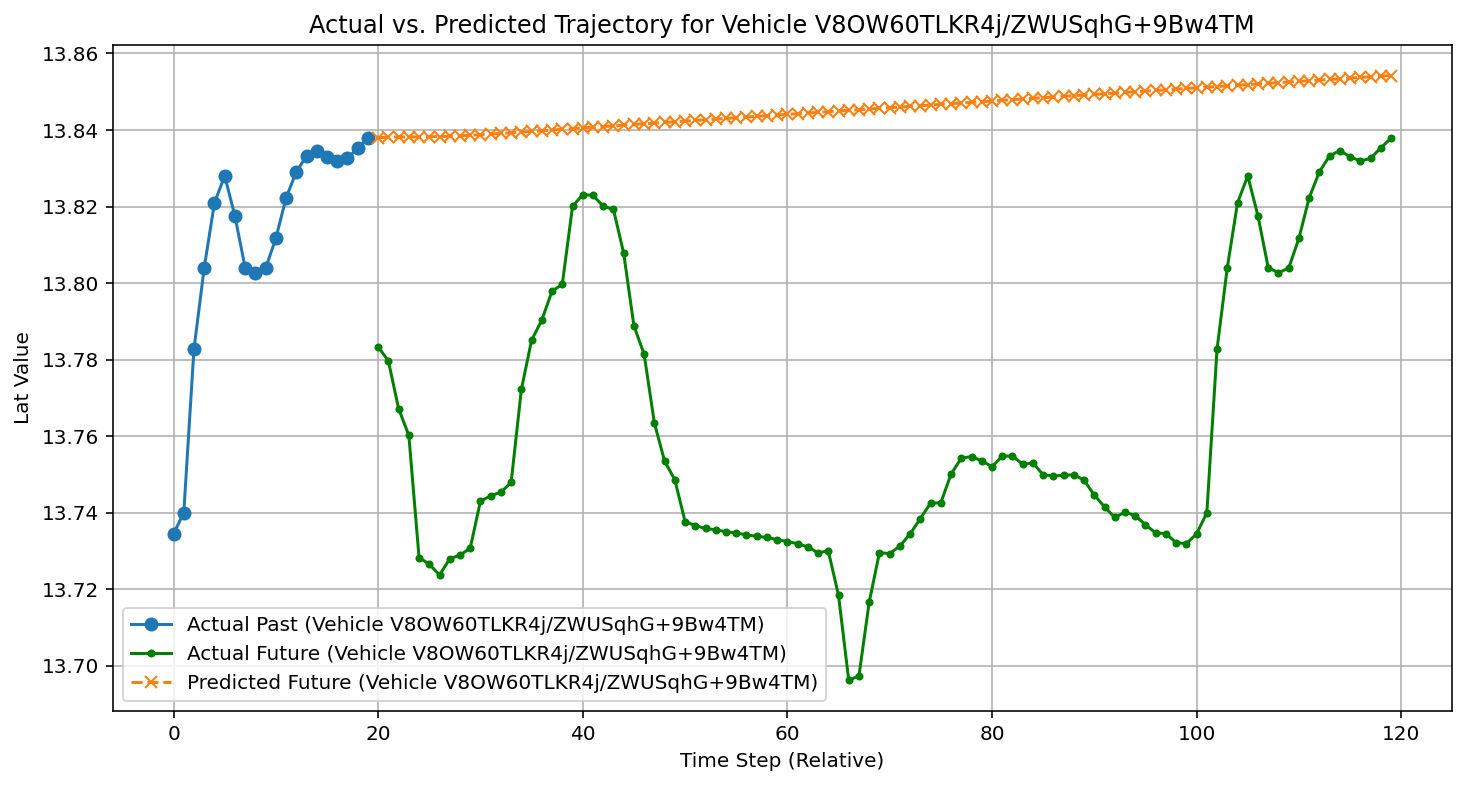 Actual vs. Predicted Trajectory for Vehicle V8OW60TLKR4j/ZWUSqhG+9Bw4TM
13.86
13.84
13.82
13.80
13.78
13.76
13.74
13.72
13.70
Lat Value
Actual Past (Vehicle V8OW60TLKR4j/ZWUSqhG+9Bw4TM)
Actual Future (Vehicle V8OW60TLKR4j/ZWUSqhG+9Bw4TM)
Predicted Future (Vehicle V8OW60TLKR4j/ZWUSqhG+9Bw4TM)
0 20 40 60 80 100 120
Time Step (Relative)